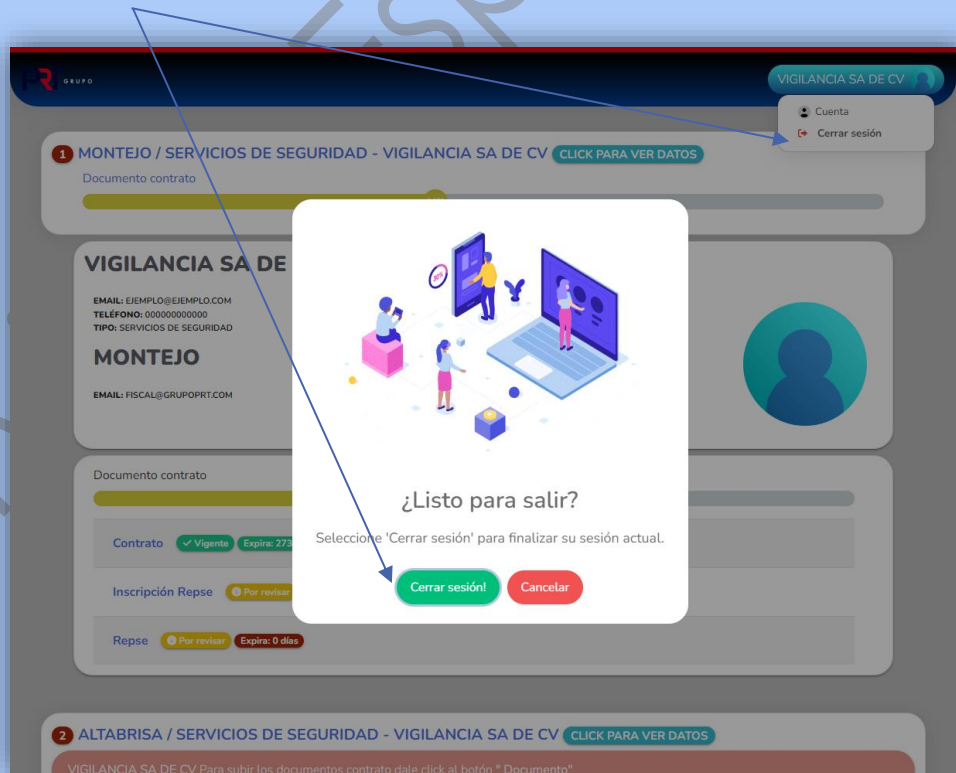 GRUPO
VIGILANCIA SA DE CV
Cuenta
Cerrar sesión
1 MONTEJO / SERVICIOS DE SEGURIDAD - VIGILANCIA SA DE CV CLICK PARA VER DATOS
Documento contrato
VIGILANCIA SA DE
EMAIL: EJEMPLO@EJEMPLO.COM
TELÉFONO: 000000000000
TIPO: SERVICIOS DE SEGURIDAD
MONTEJO
EMAIL: FISCAL@GRUPOPRT.COM
50%
¿Listo para salir?
Seleccione 'Cerrar sesión' para finalizar su sesión actual.
Cerrar sesión!
Cancelar
Documento contrato
Contrato Vigente Expira: 273
Inscripción Repse Por revisar
Repse Por revisar Expira: 0 días
2 ALTABRISA / SERVICIOS DE SEGURIDAD - VIGILANCIA SA DE CV CLICK PARA VER DATOS
VIGILANCIA SA DE CV Para subir los documentos contrato dale click al botón " Documento"